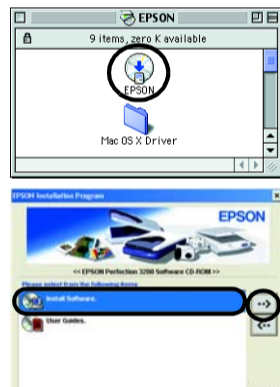 EPSON
9 items, zero K available
EPSON
Mac OS X Driver
EPSON Installation Program
EPSON
<< EPSON Perfection 3200 Software CD-ROM >>
Please select from the following items
Install Software.
User Guides.
-->
<--